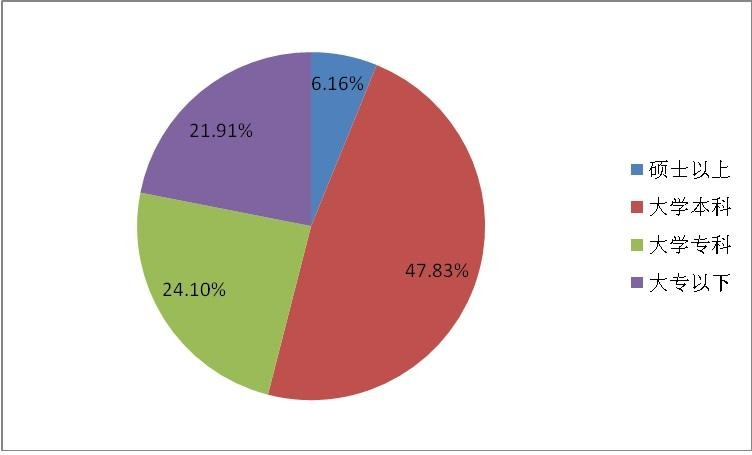 6.16%
21.91%
47.83%
24.10%
硕士以上
大学本科
大学专科
大专以下